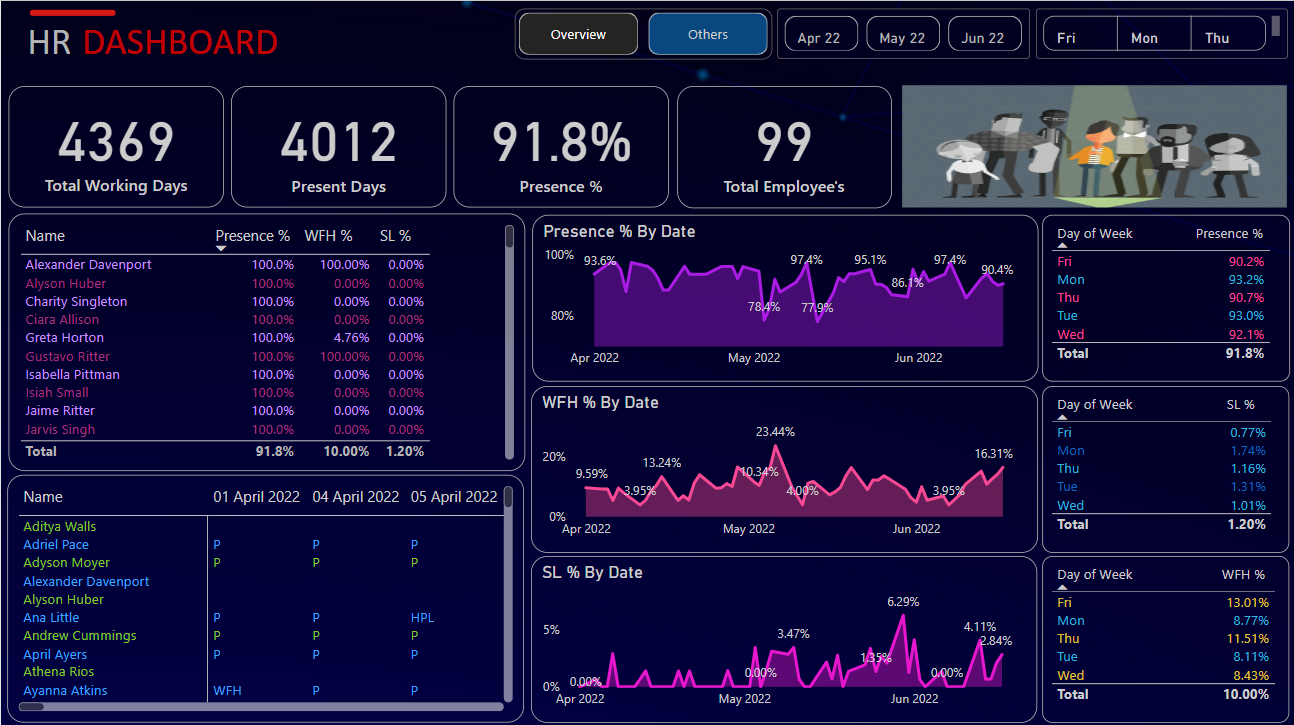 HR DASHBOARD
Overview
Others
Apr 22
May 22
Jun 22
Fri
Mon
Thu
4369
Total Working Days
4012
Present Days
91.8%
Presence %
99
Total Employee's
Name Presence % WFH % SL %
Alexander Davenport 100.0% 100.00% 0.00%
Alyson Huber 100.0% 0.00% 0.00%
Charity Singleton 100.0% 0.00% 0.00%
Ciara Allison 100.0% 0.00% 0.00%
Greta Horton 100.0% 4.76% 0.00%
Gustavo Ritter 100.0% 100.00% 0.00%
Isabella Pittman 100.0% 0.00% 0.00%
Isiah Small 100.0% 0.00% 0.00%
Jaime Ritter 100.0% 0.00% 0.00%
Jarvis Singh 100.0% 0.00% 0.00%
Total 91.8% 10.00% 1.20%
Name 01 April 2022 04 April 2022 05 April 2022
Aditya Walls
Adriel Pace P P P
Adyson Moyer P P P
Alexander Davenport
Alyson Huber
Ana Little P P HPL
Andrew Cummings P P P
April Ayers P P P
Athena Rios
Ayanna Atkins WFH P P
Presence % By Date
100%
80%
93.6%
78.4%
97.4%
77.9%
95.1%
86.1%
97.4%
90.4%
Apr 2022 May 2022 Jun 2022
WFH % By Date
20%
0%
9.59%
3.95%
13.24%
10.34%
23.44%
4.00%
3.95%
16.31%
Apr 2022 May 2022 Jun 2022
SL % By Date
5%
0%
0.00%
0.00%
3.47%
1.35%
6.29%
0.00%
4.11%
2.84%
Apr 2022 May 2022 Jun 2022
Day of Week Presence %
Fri 90.2%
Mon 93.2%
Thu 90.7%
Tue 93.0%
Wed 92.1%
Total 91.8%
Day of Week SL %
Fri 0.77%
Mon 1.74%
Thu 1.16%
Tue 1.31%
Wed 1.01%
Total 1.20%
Day of Week WFH %
Fri 13.01%
Mon 8.77%
Thu 11.51%
Tue 8.11%
Wed 8.43%
Total 10.00%